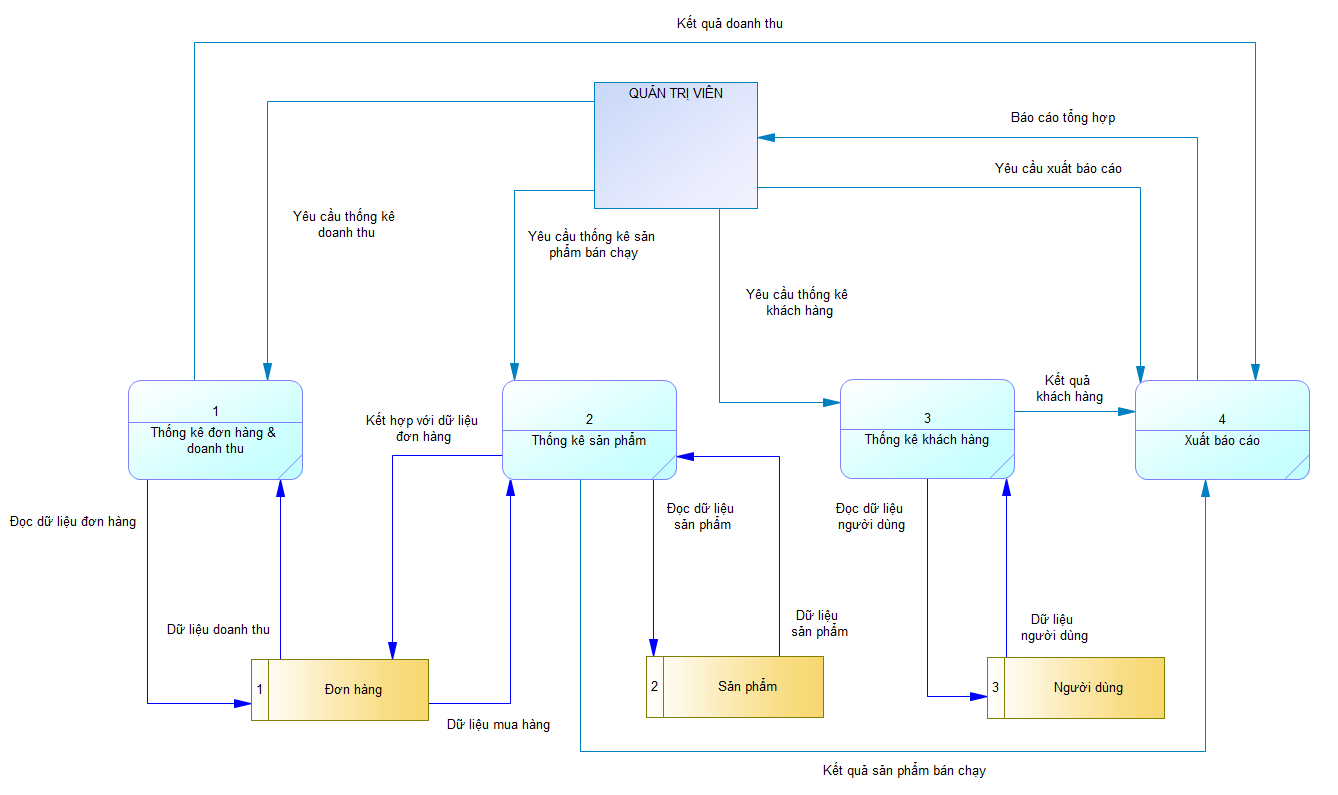 Kết quả doanh thu
QUẢN TRỊ VIÊN
Báo cáo tổng hợp
Yêu cầu xuất báo cáo
Yêu cầu thống kê
doanh thu
Yêu cầu thống kê sản
phẩm bán chạy
Yêu cầu thống kê
khách hàng
Kết quả
khách hàng
1
Thống kê đơn hàng &
doanh thu
Kết hợp với dữ liệu
đơn hàng
2
Thống kê sản phẩm
3
Thống kê khách hàng
4
Xuất báo cáo
Đọc dữ liệu đơn hàng
Đọc dữ liệu
sản phẩm
Đọc dữ liệu
người dùng
Dữ liệu doanh thu
Dữ liệu
sản phẩm
Dữ liệu
người dùng
1
Đơn hàng
2
Sản phẩm
3
Người dùng
Dữ liệu mua hàng
Kết quả sản phẩm bán chạy